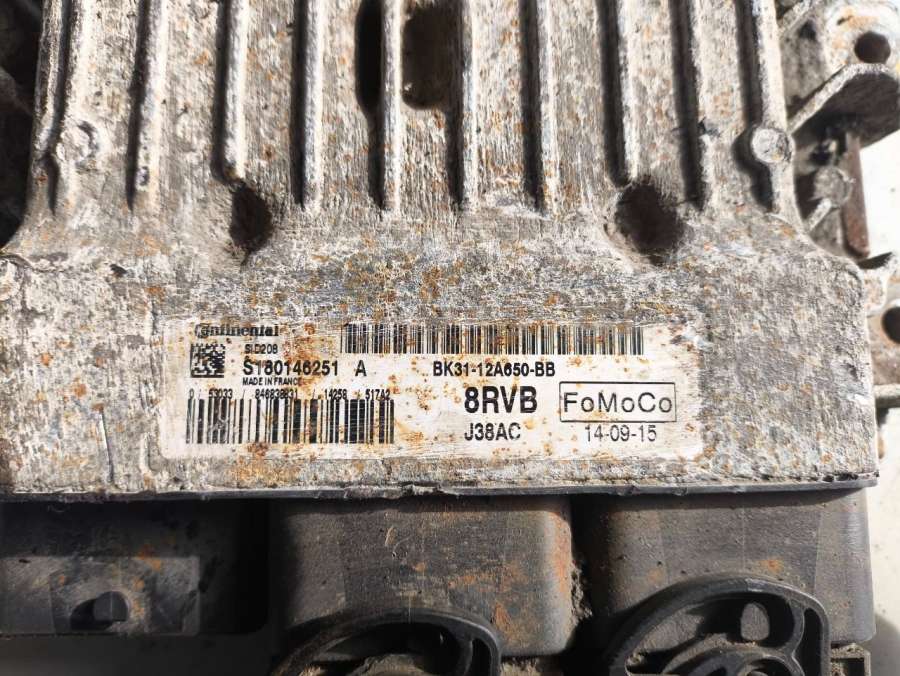 Continental
SID208
S180146251 A
MADE IN FRANCE
BK31-12A650-BB
8RVB
FoMoCo
J38AC
14-09-15